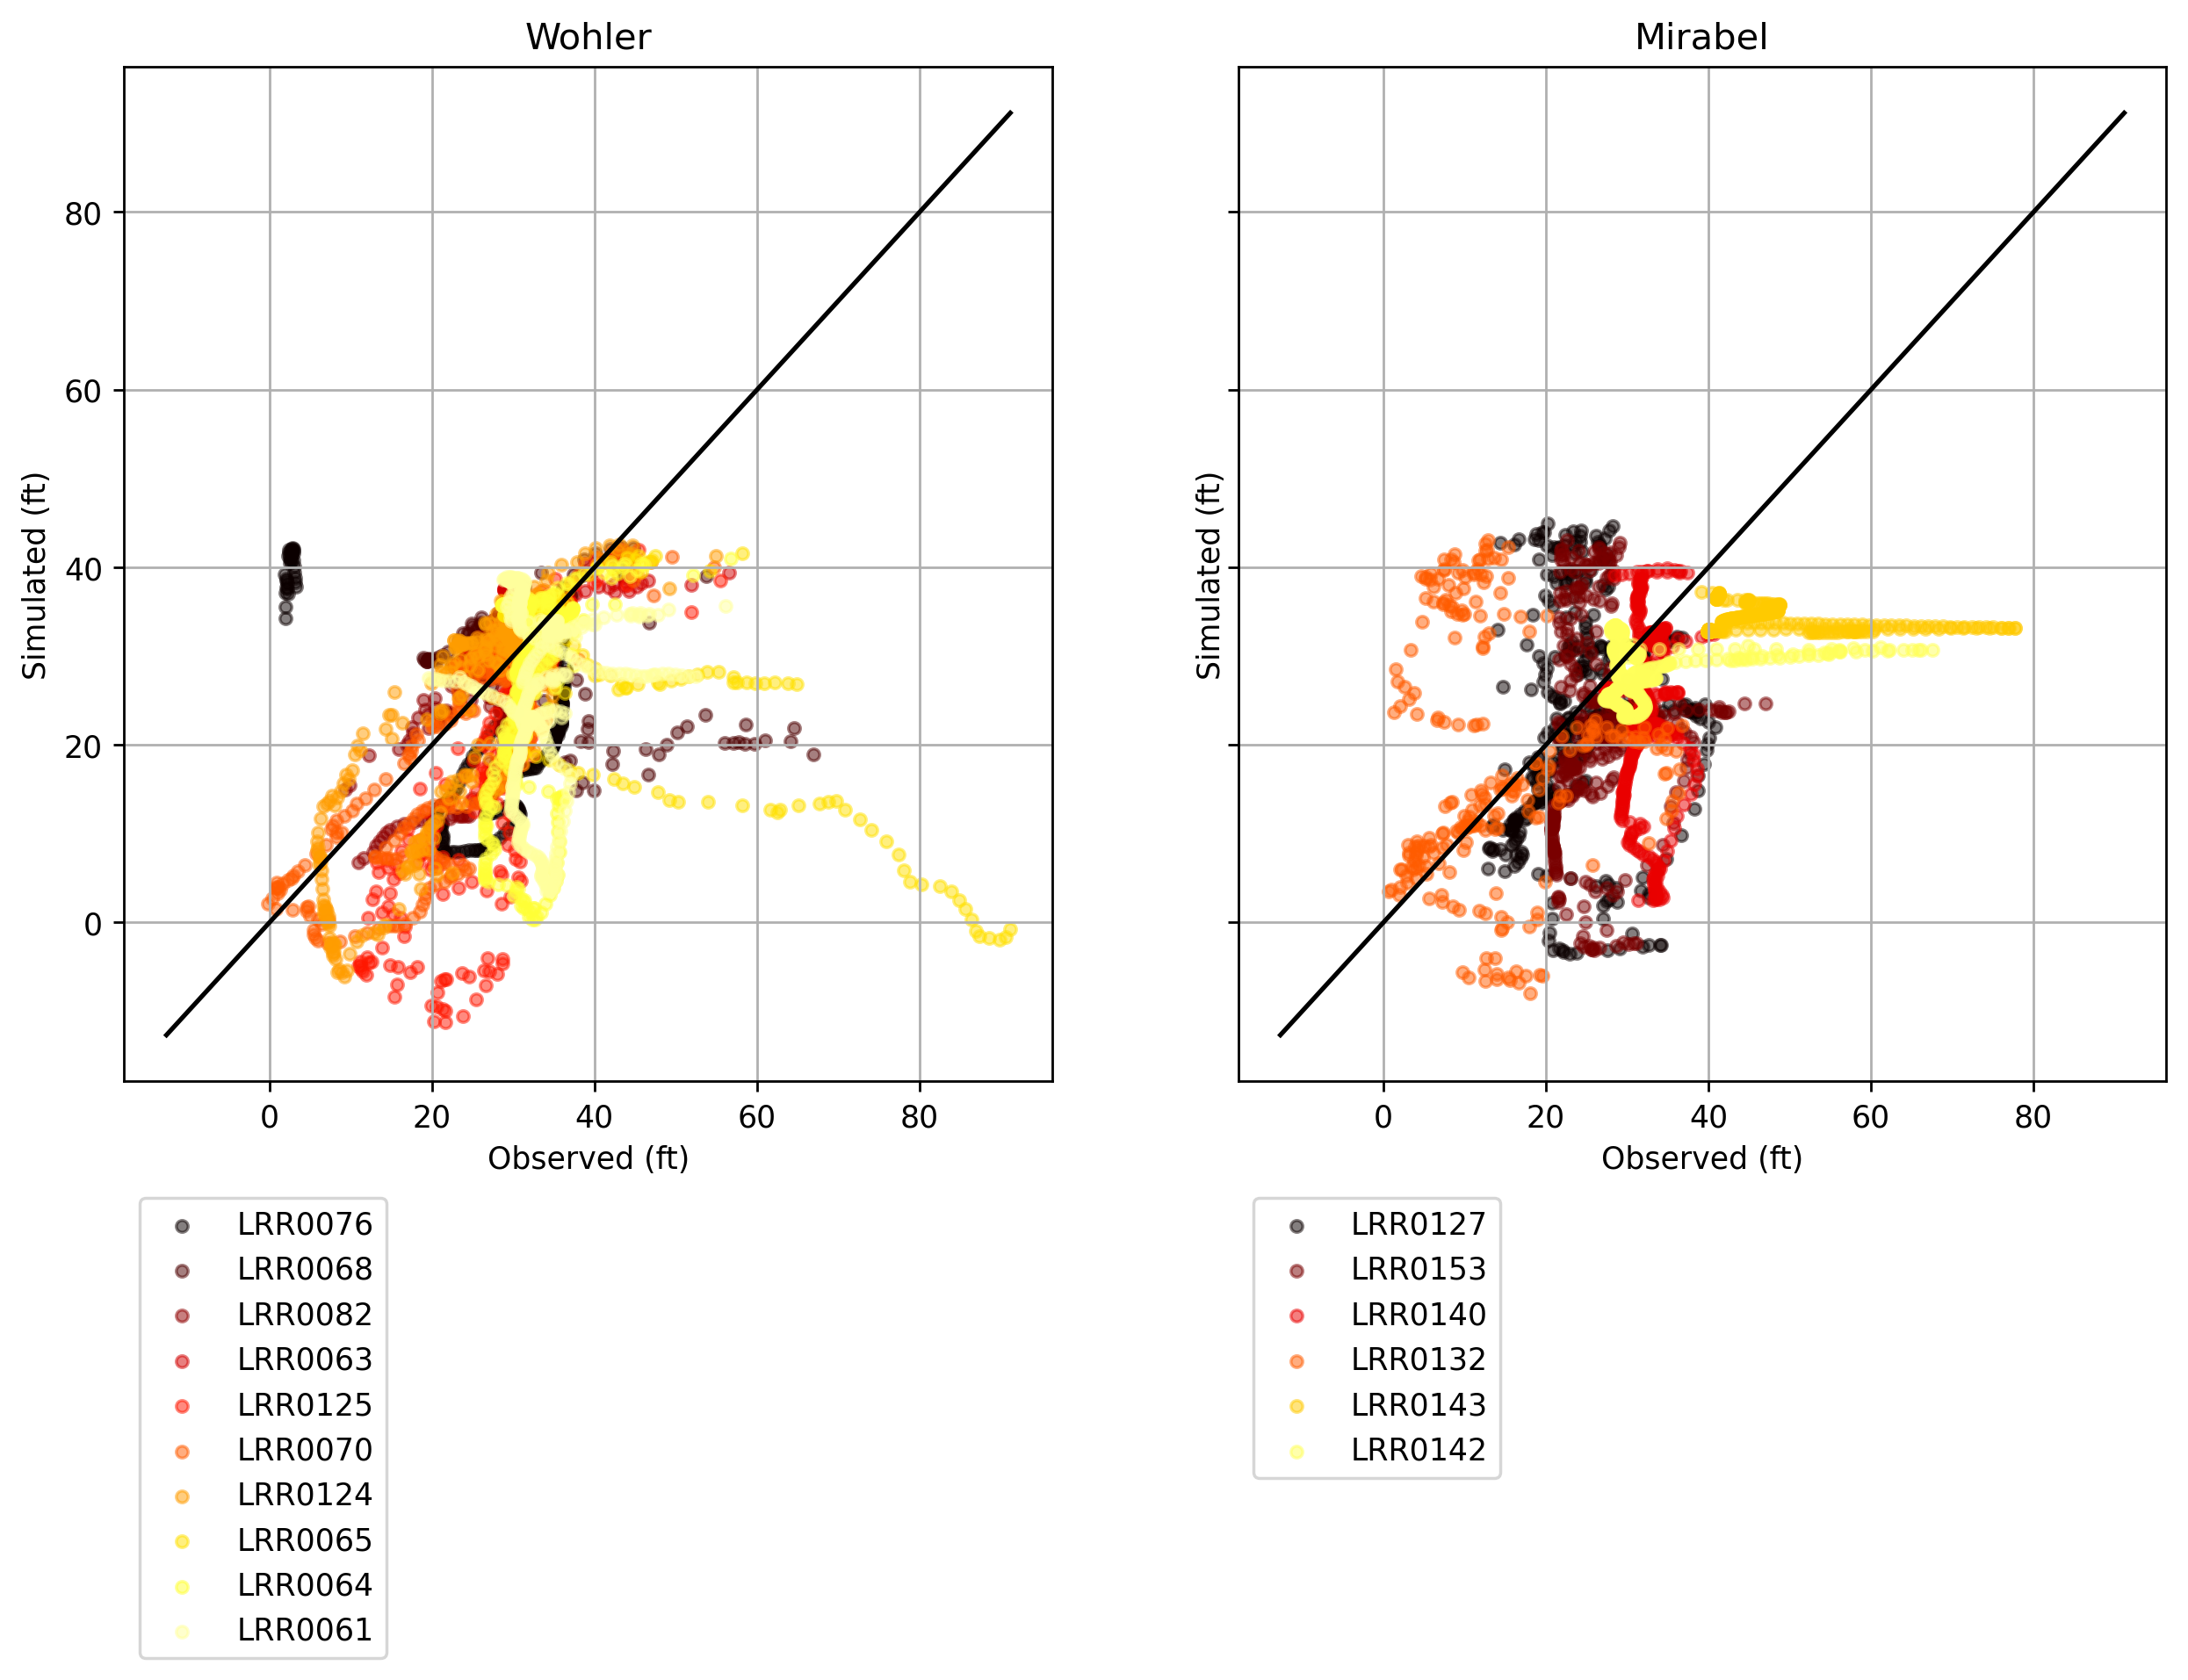 Wohler
80
60
40
20
0
Simulated (ft)
0 20 40 60 80
Observed (ft)
LRR0076
LRR0068
LRR0082
LRR0063
LRR0125
LRR0070
LRR0124
LRR0065
LRR0064
LRR0061
Mirabel
Simulated (ft)
0 20 40 60 80
Observed (ft)
LRR0127
LRR0153
LRR0140
LRR0132
LRR0143
LRR0142